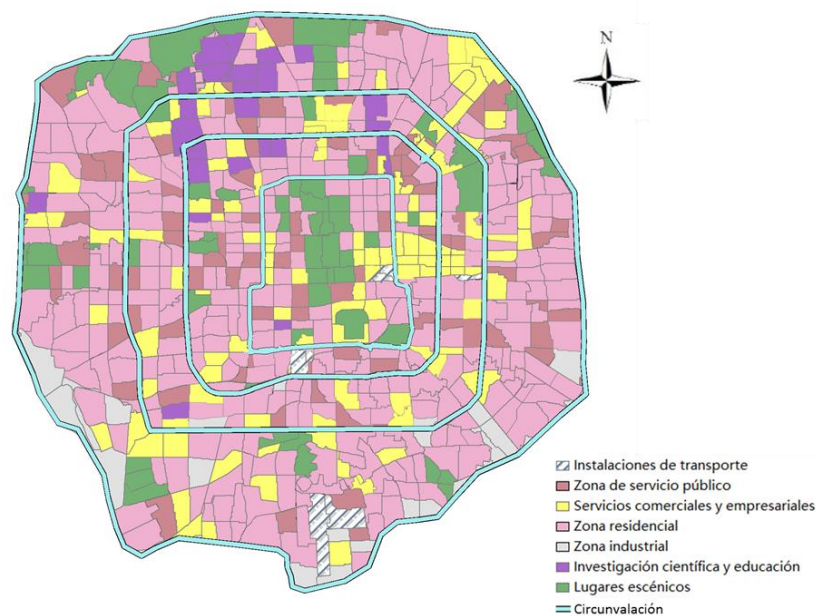 N
Instalaciones de transporte
Zona de servicio público
Servicios comerciales y empresariales
Zona residencial
Zona industrial
Investigación científica y educación
Lugares escénicos
Circunvalación